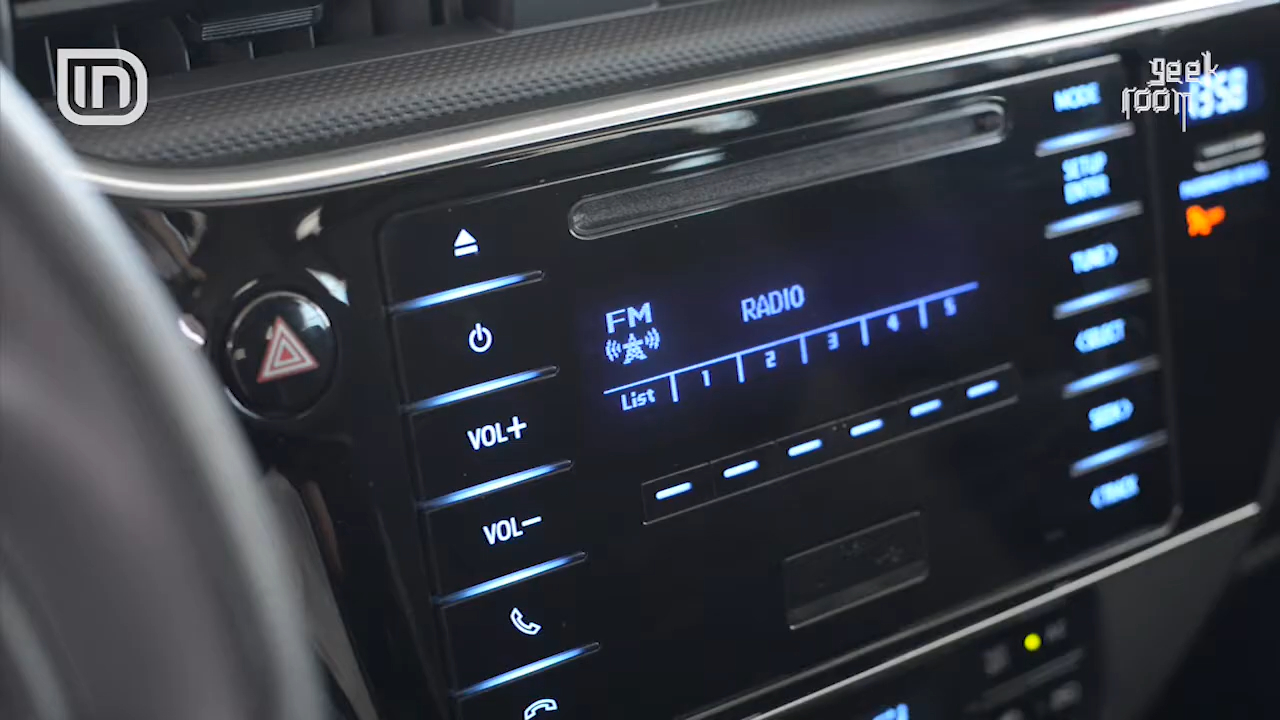 IN
geek
room
MODE
SETUP
ENTER
TUNE>
<SELECT
SEEK>
<TRACK
FM
RADIO
List 1 2 3 4 5
VOL+
VOL-